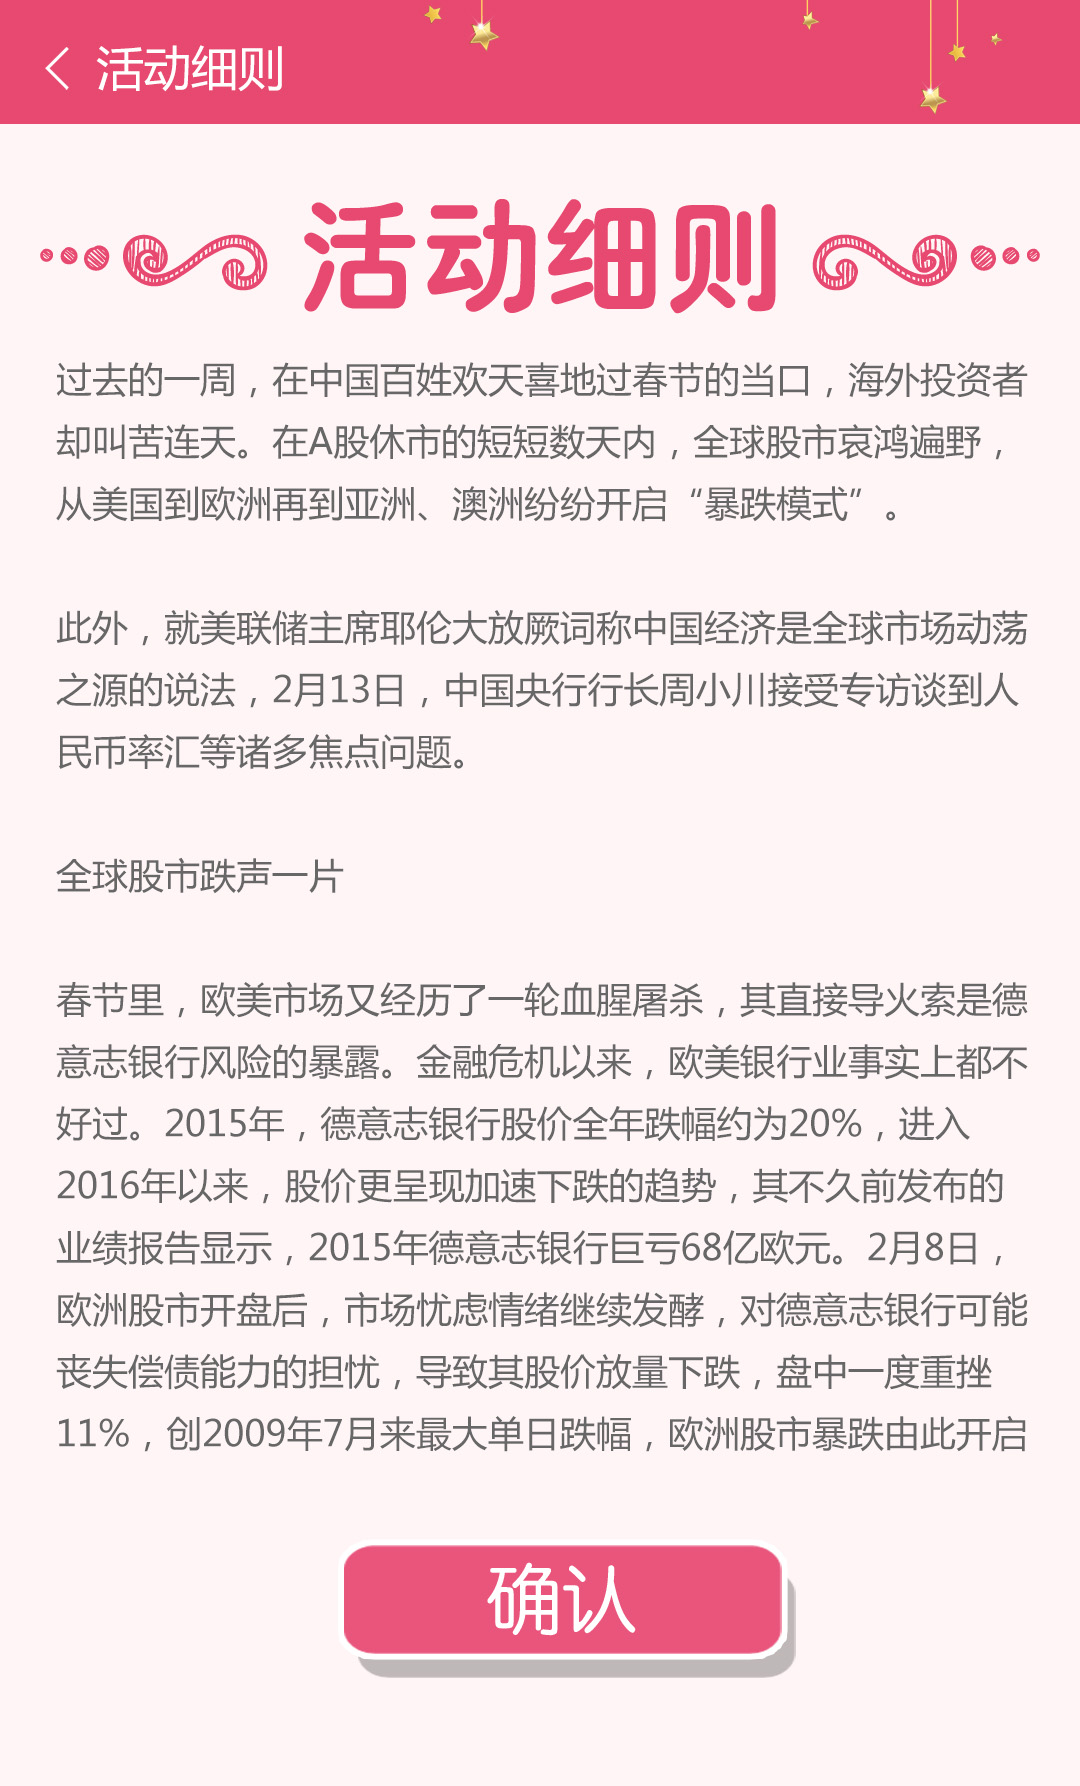 活动细则
活动细则
过去的一周，在中国百姓欢天喜地过春节的当口，海外投资者
却叫苦连天。在A股休市的短短数天内，全球股市哀鸿遍野，
从美国到欧洲再到亚洲、澳洲纷纷开启“暴跌模式”。
此外，就美联储主席耶伦大放厥词称中国经济是全球市场动荡
之源的说法，2月13日，中国央行行长周小川接受专访谈到人
民币率汇等诸多焦点问题。
全球股市跌声一片
春节里，欧美市场又经历了一轮血腥屠杀，其直接导火索是德
意志银行风险的暴露。金融危机以来，欧美银行业事实上都不
好过。2015年，德意志银行股价全年跌幅约为20%，进入
2016年以来，股价更呈现加速下跌的趋势，其不久前发布的
业绩报告显示，2015年德意志银行巨亏68亿欧元。2月8日，
欧洲股市开盘后，市场忧虑情绪继续发酵，对德意志银行可能
丧失偿债能力的担忧，导致其股价放量下跌，盘中一度重挫
11%，创2009年7月来最大单日跌幅，欧洲股市暴跌由此开启
确认